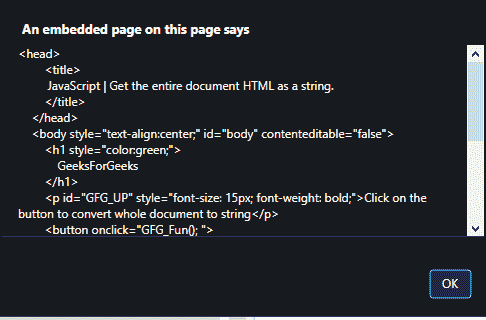 An embedded page on this page says
<head>
<title>
JavaScript | Get the entire document HTML as a string.
</title>
</head>
<body style="text-align:center;" id="body" contenteditable="false">
<h1 style="color:green;">
GeeksForGeeks
</h1>
<p id="GFG_UP" style="font-size: 15px; font-weight: bold;">Click on the
button to convert whole document to string</p>
<button onclick="GFG_Fun(); ">
OK